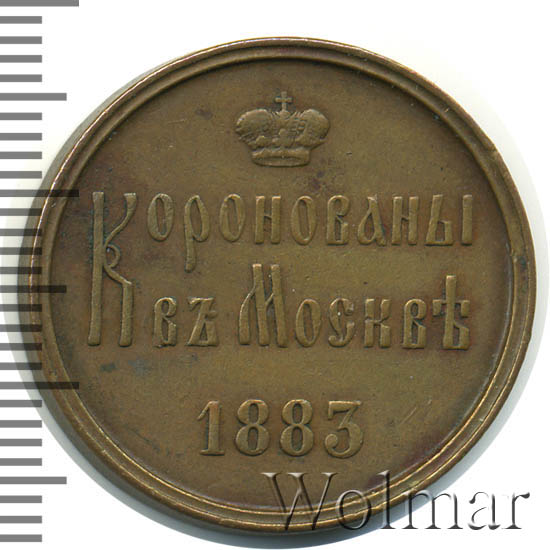 Коронованы
въ Москвѣ
1883
Wolmar